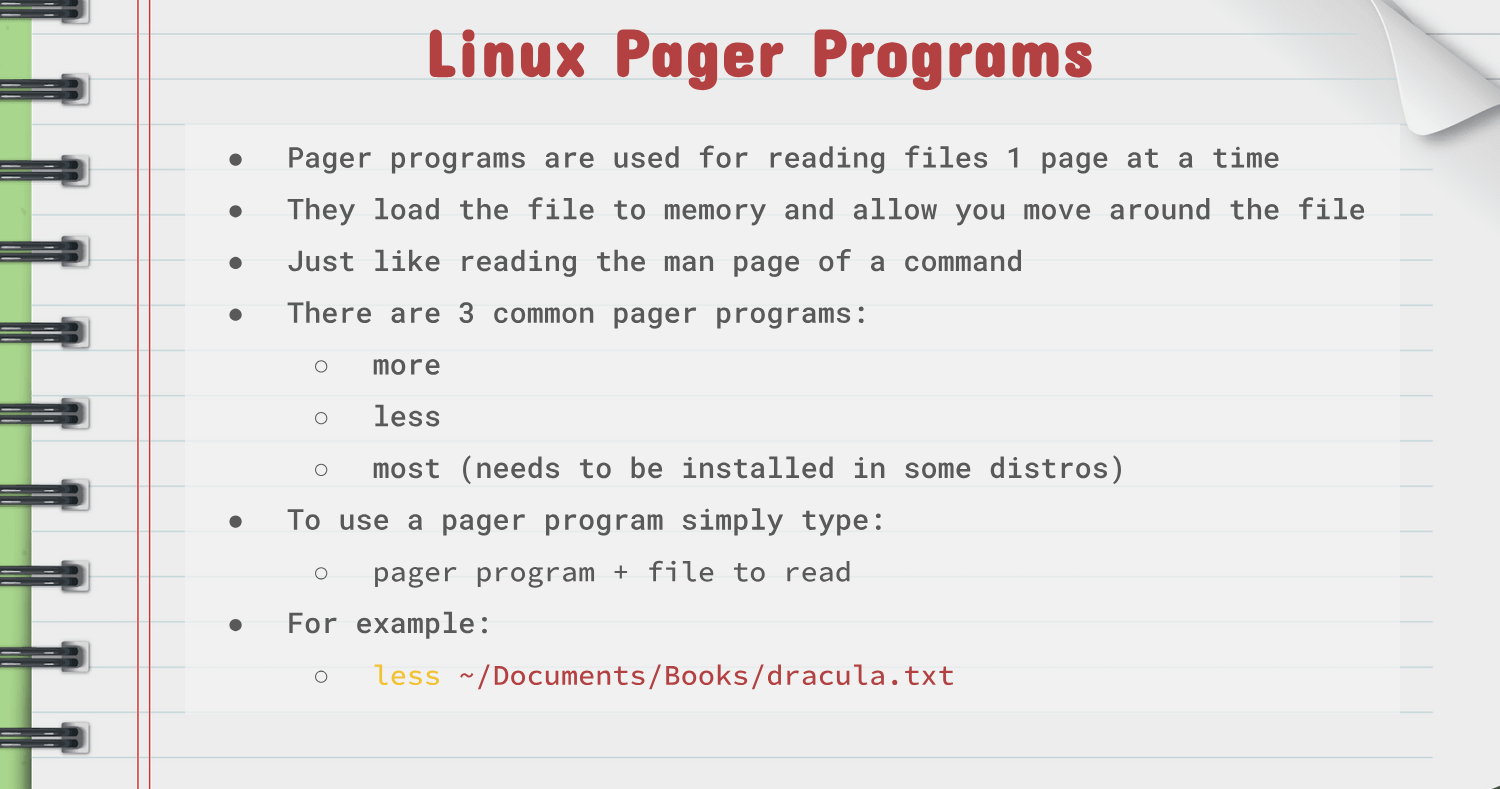 Linux Pager Programs
● Pager programs are used for reading files 1 page at a time
● They load the file to memory and allow you move around the file
● Just like reading the man page of a command
● There are 3 common pager programs:
○ more
○ less
○ most (needs to be installed in some distros)
● To use a pager program simply type:
○ pager program + file to read
● For example:
○ less ~/Documents/Books/dracula.txt